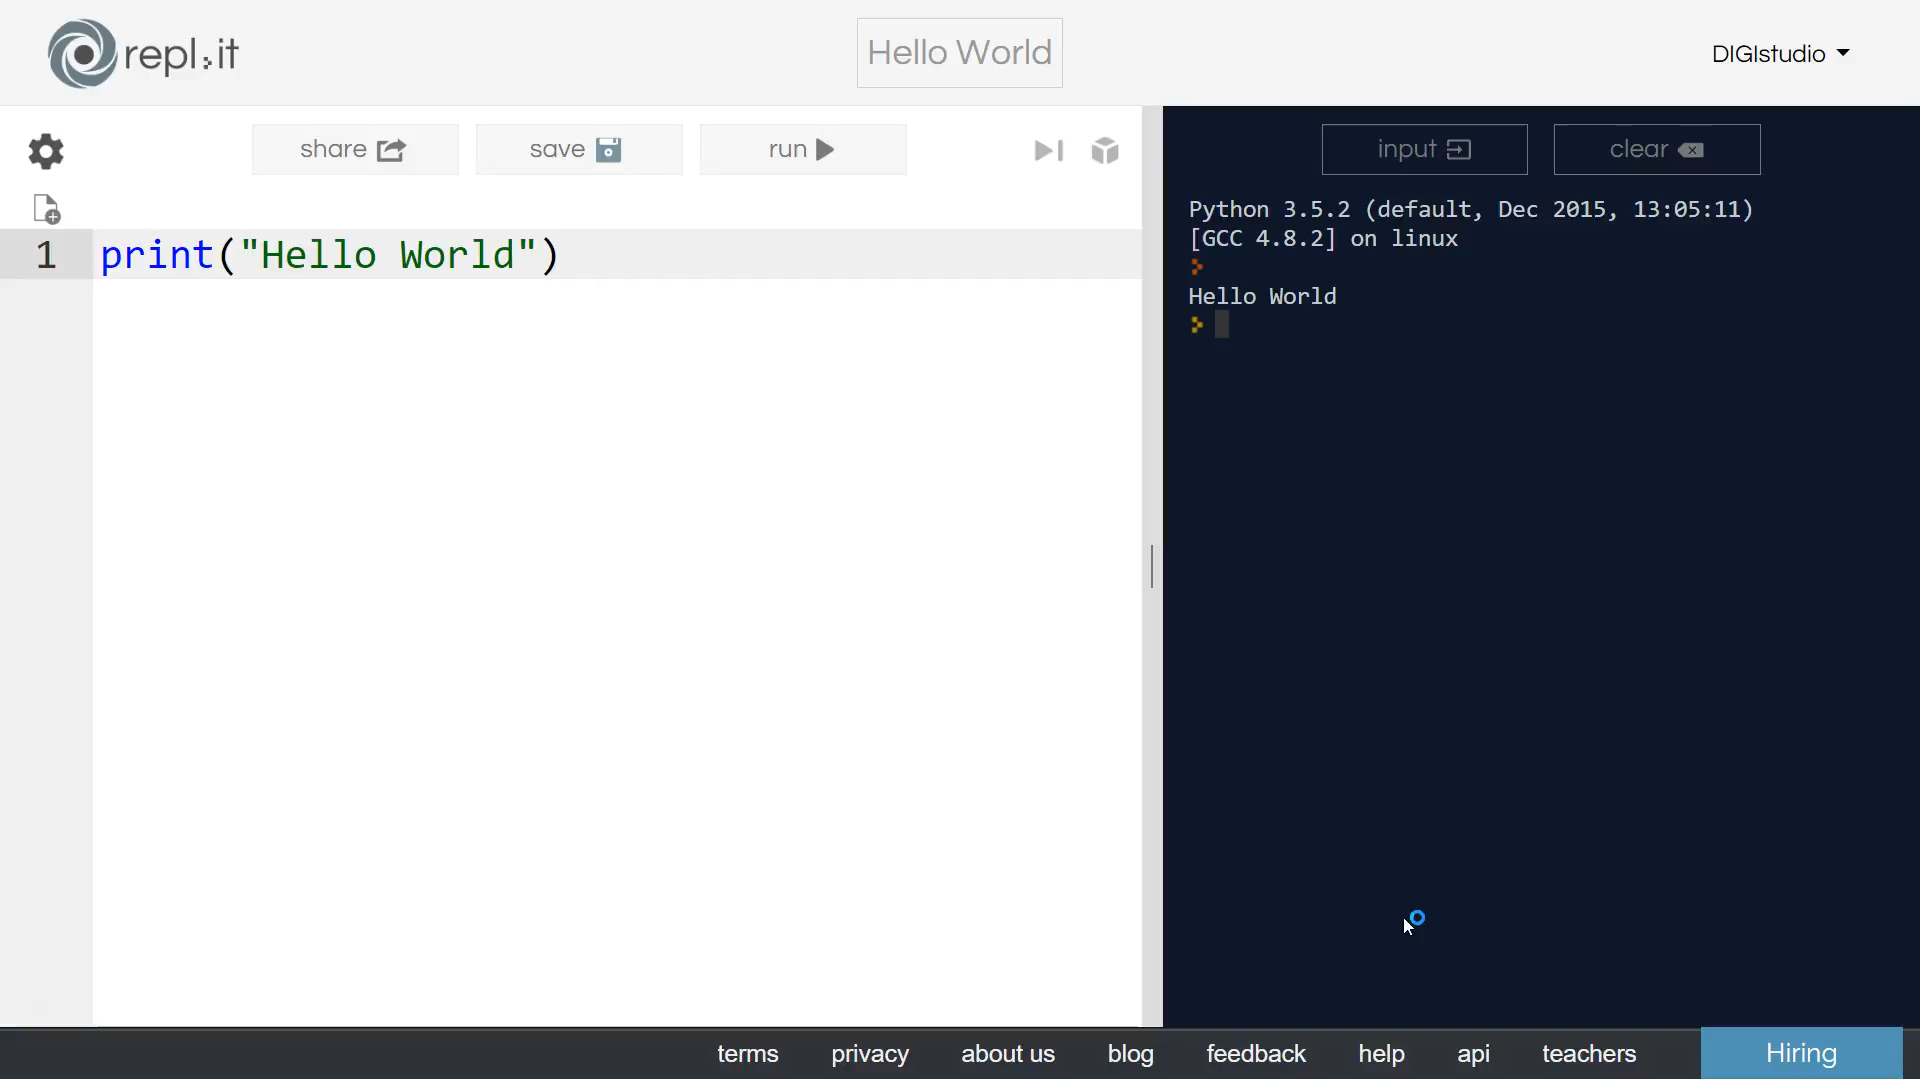 repl.it
Hello World
DIGIstudio
share
save
run
input
clear
1 print("Hello World")
Python 3.5.2 (default, Dec 2015, 13:05:11)
[GCC 4.8.2] on linux
>
Hello World
>
terms privacy about us blog feedback help api teachers Hiring